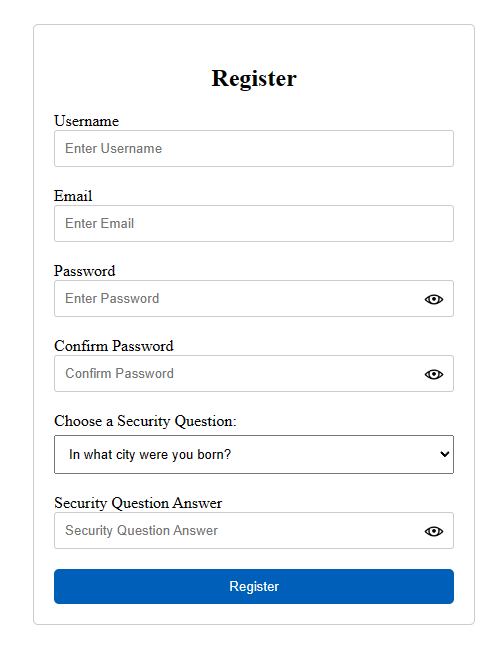 Register
Username
Enter Username
Email
Enter Email
Password
Enter Password
Confirm Password
Confirm Password
Choose a Security Question:
In what city were you born?
Security Question Answer
Security Question Answer
Register